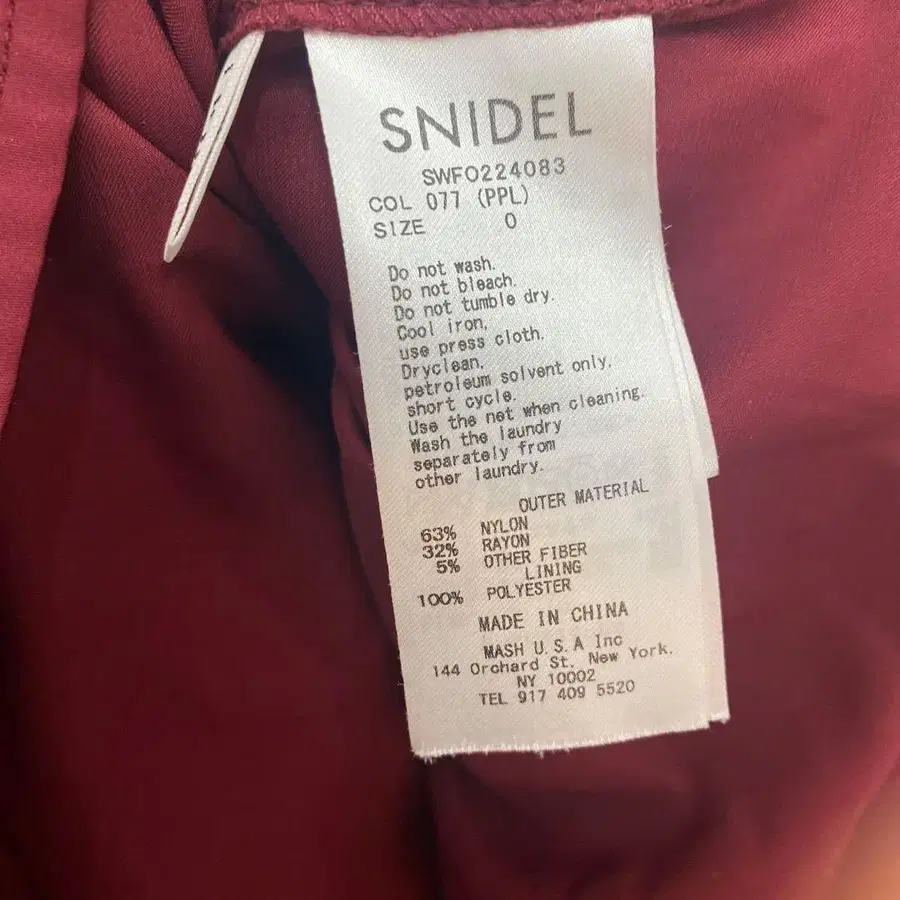 SNIDEL
SWFO224083
COL 077 (PPL)
SIZE 0
Do not wash.
Do not bleach.
Do not tumble dry.
Cool iron,
use press cloth.
Dryclean,
petroleum solvent only,
short cycle.
Use the net when cleaning.
Wash the laundry
separately from
other laundry.
OUTER MATERIAL
63% NYLON
32% RAYON
5% OTHER FIBER
LINING
100% POLYESTER
MADE IN CHINA
MASH U.S.A Inc
144 Orchard St. New York.
NY 10002
TEL 917 409 5520